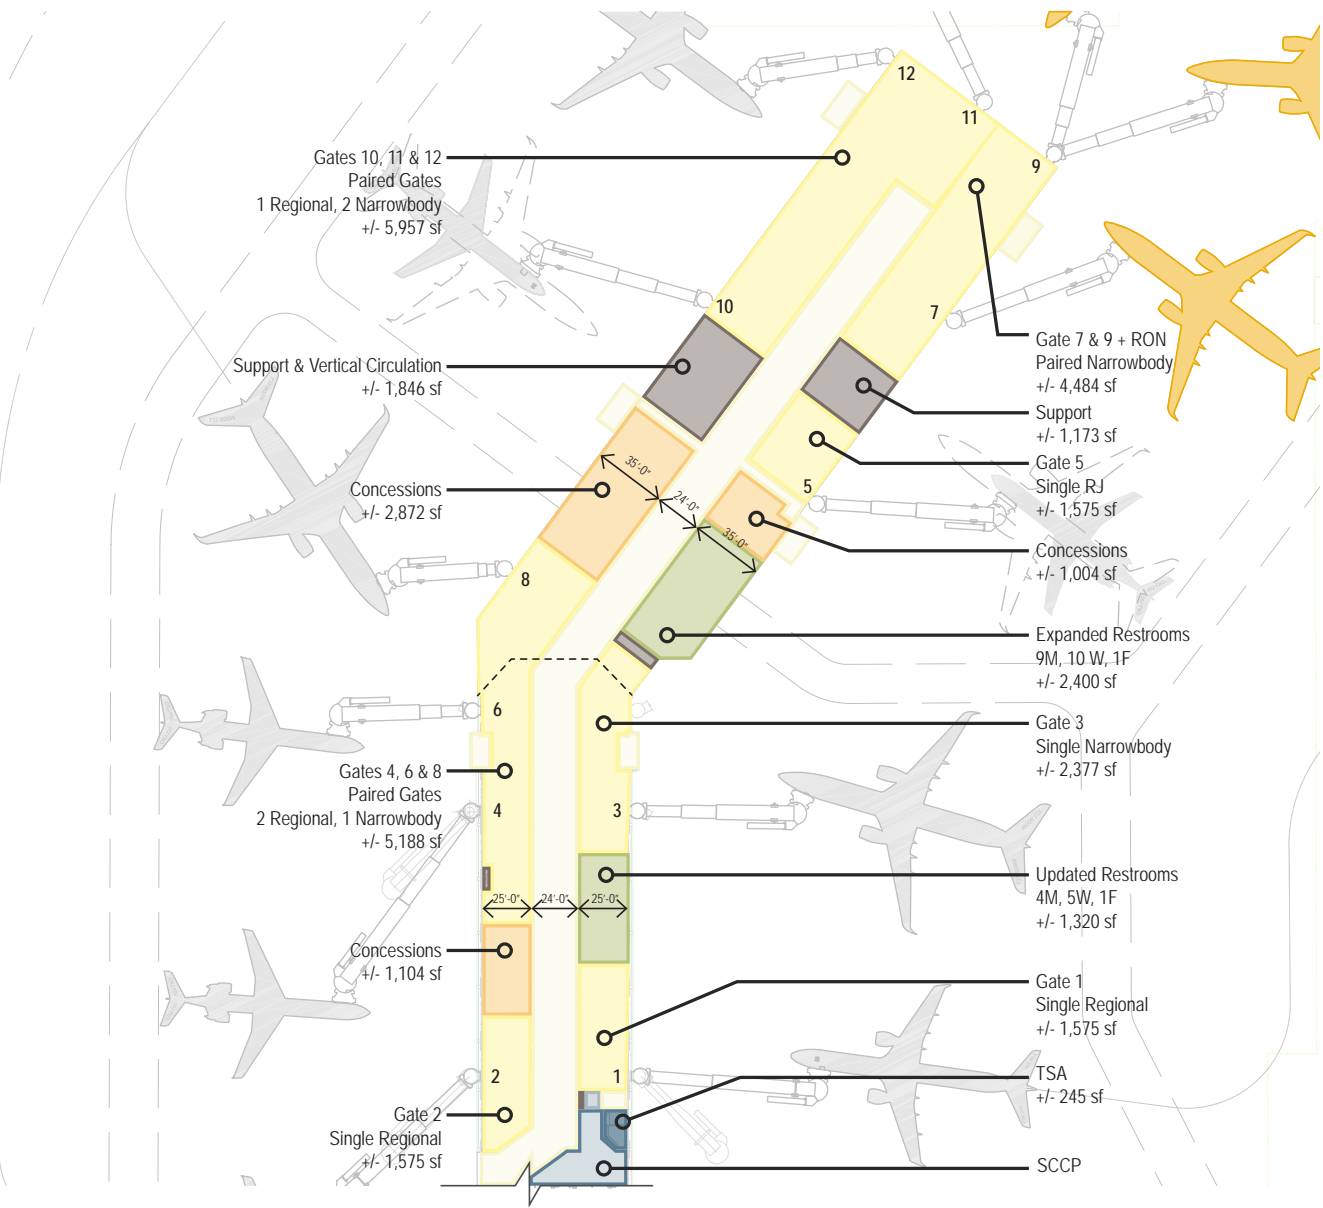 12
11
9
Gates 10, 11 & 12
Paired Gates
1 Regional, 2 Narrowbody
+/- 5,957 sf
10
7
Gate 7 & 9 + RON
Paired Narrowbody
+/- 4,484 sf
Support & Vertical Circulation
+/- 1,846 sf
Support
+/- 1,173 sf
Gate 5
Single RJ
+/- 1,575 sf
5
Concessions
+/- 2,872 sf
35'-0"
24'-0"
35'-0"
Concessions
+/- 1,004 sf
8
Expanded Restrooms
9M, 10 W, 1F
+/- 2,400 sf
6
Gate 3
Single Narrowbody
+/- 2,377 sf
Gates 4, 6 & 8
Paired Gates
2 Regional, 1 Narrowbody
+/- 5,188 sf
4
3
Updated Restrooms
4M, 5W, 1F
+/- 1,320 sf
25'-0"
24'-0"
25'-0"
Concessions
+/- 1,104 sf
Gate 1
Single Regional
+/- 1,575 sf
2
1
TSA
+/- 245 sf
Gate 2
Single Regional
+/- 1,575 sf
SCCP